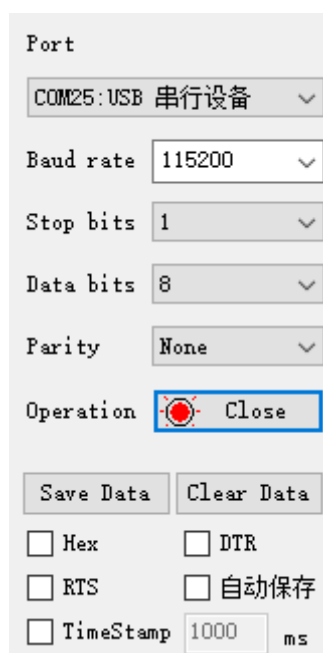 Port
COM25:USB 串行设备
Baud rate 115200
Stop bits 1
Data bits 8
Parity None
Operation Close
Save Data Clear Data
Hex DTR
RTS 自动保存
TimeStamp 1000 ms